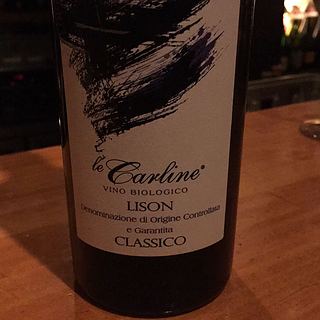 le Carline®
VINO BIOLOGICO
LISON
Denominazione di Origine Controllata
e Garantita
CLASSICO